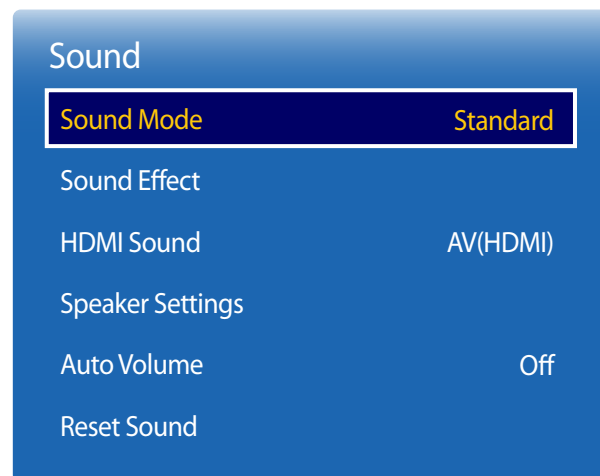 Sound
Sound Mode Standard
Sound Effect
HDMI Sound AV(HDMI)
Speaker Settings
Auto Volume Off
Reset Sound